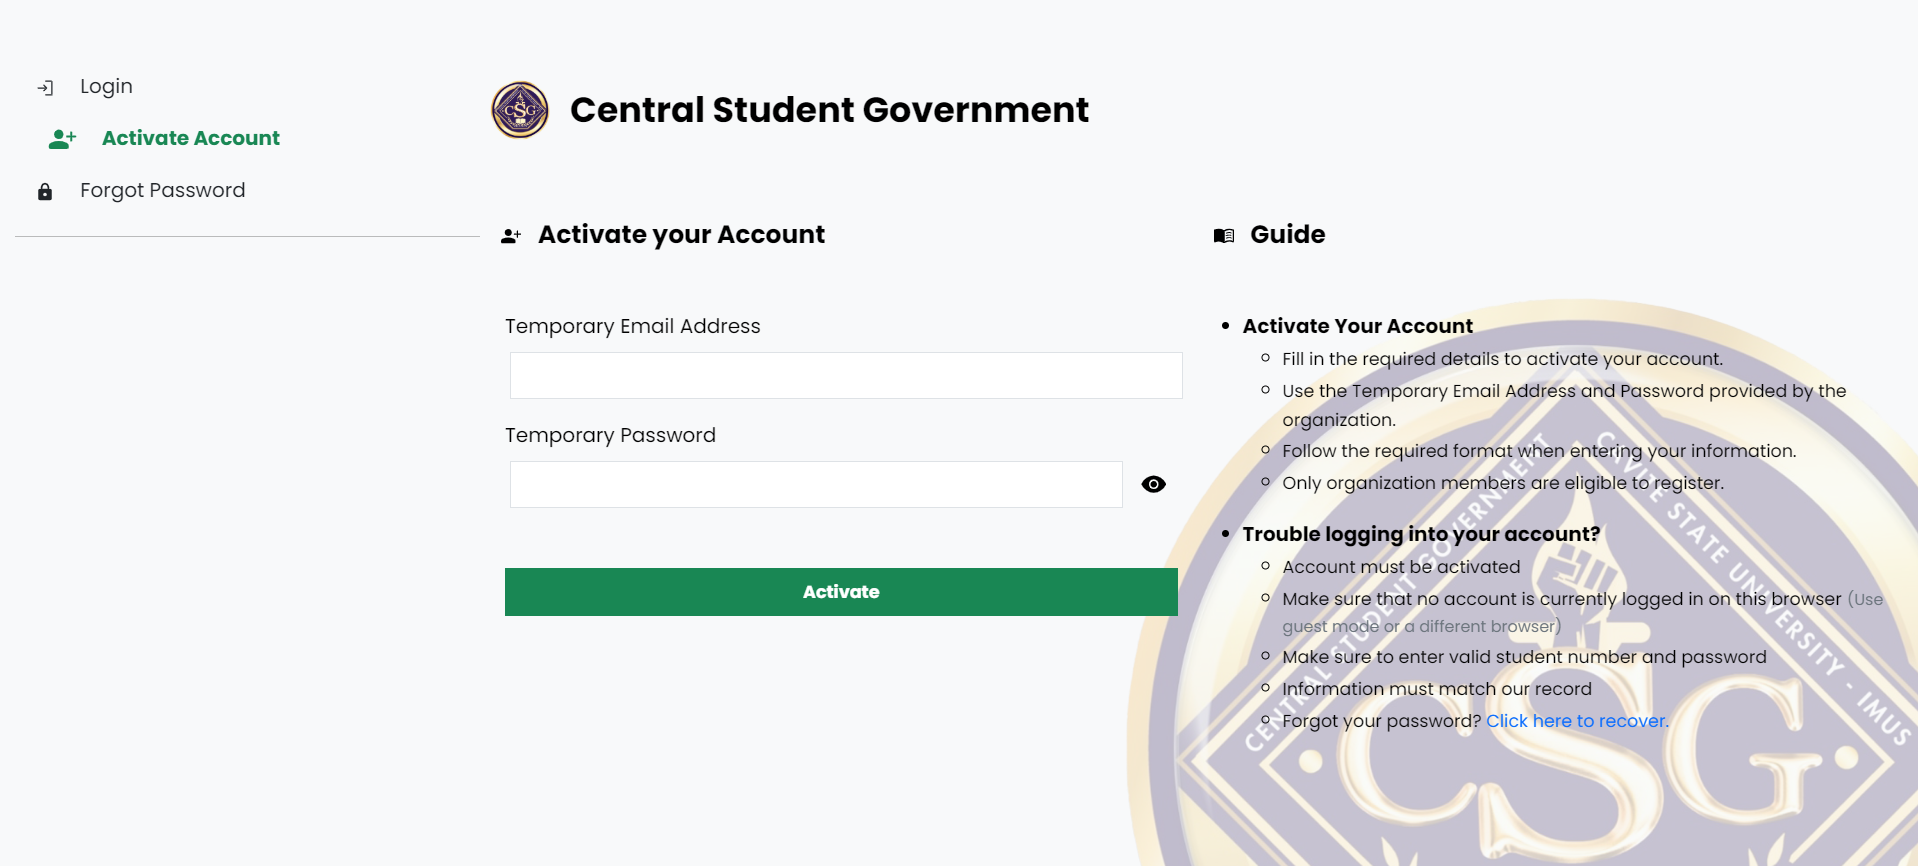 Login
Activate Account
Forgot Password
CSG
Central Student Government
Activate your Account
Temporary Email Address
Temporary Password
Activate
Guide
Activate Your Account
Fill in the required details to activate your account.
Use the Temporary Email Address and Password provided by the
organization.
Follow the required format when entering your information.
Only organization members are eligible to register.
Trouble logging into your account?
Account must be activated
Make sure that no account is currently logged in on this browser (Use
guest mode or a different browser)
Make sure to enter valid student number and password
Information must match our record
Forgot your password? Click here to recover.
CENTRAL STUDENT GOVERNMENT
CAVITE STATE UNIVERSITY - IMUS
CSG